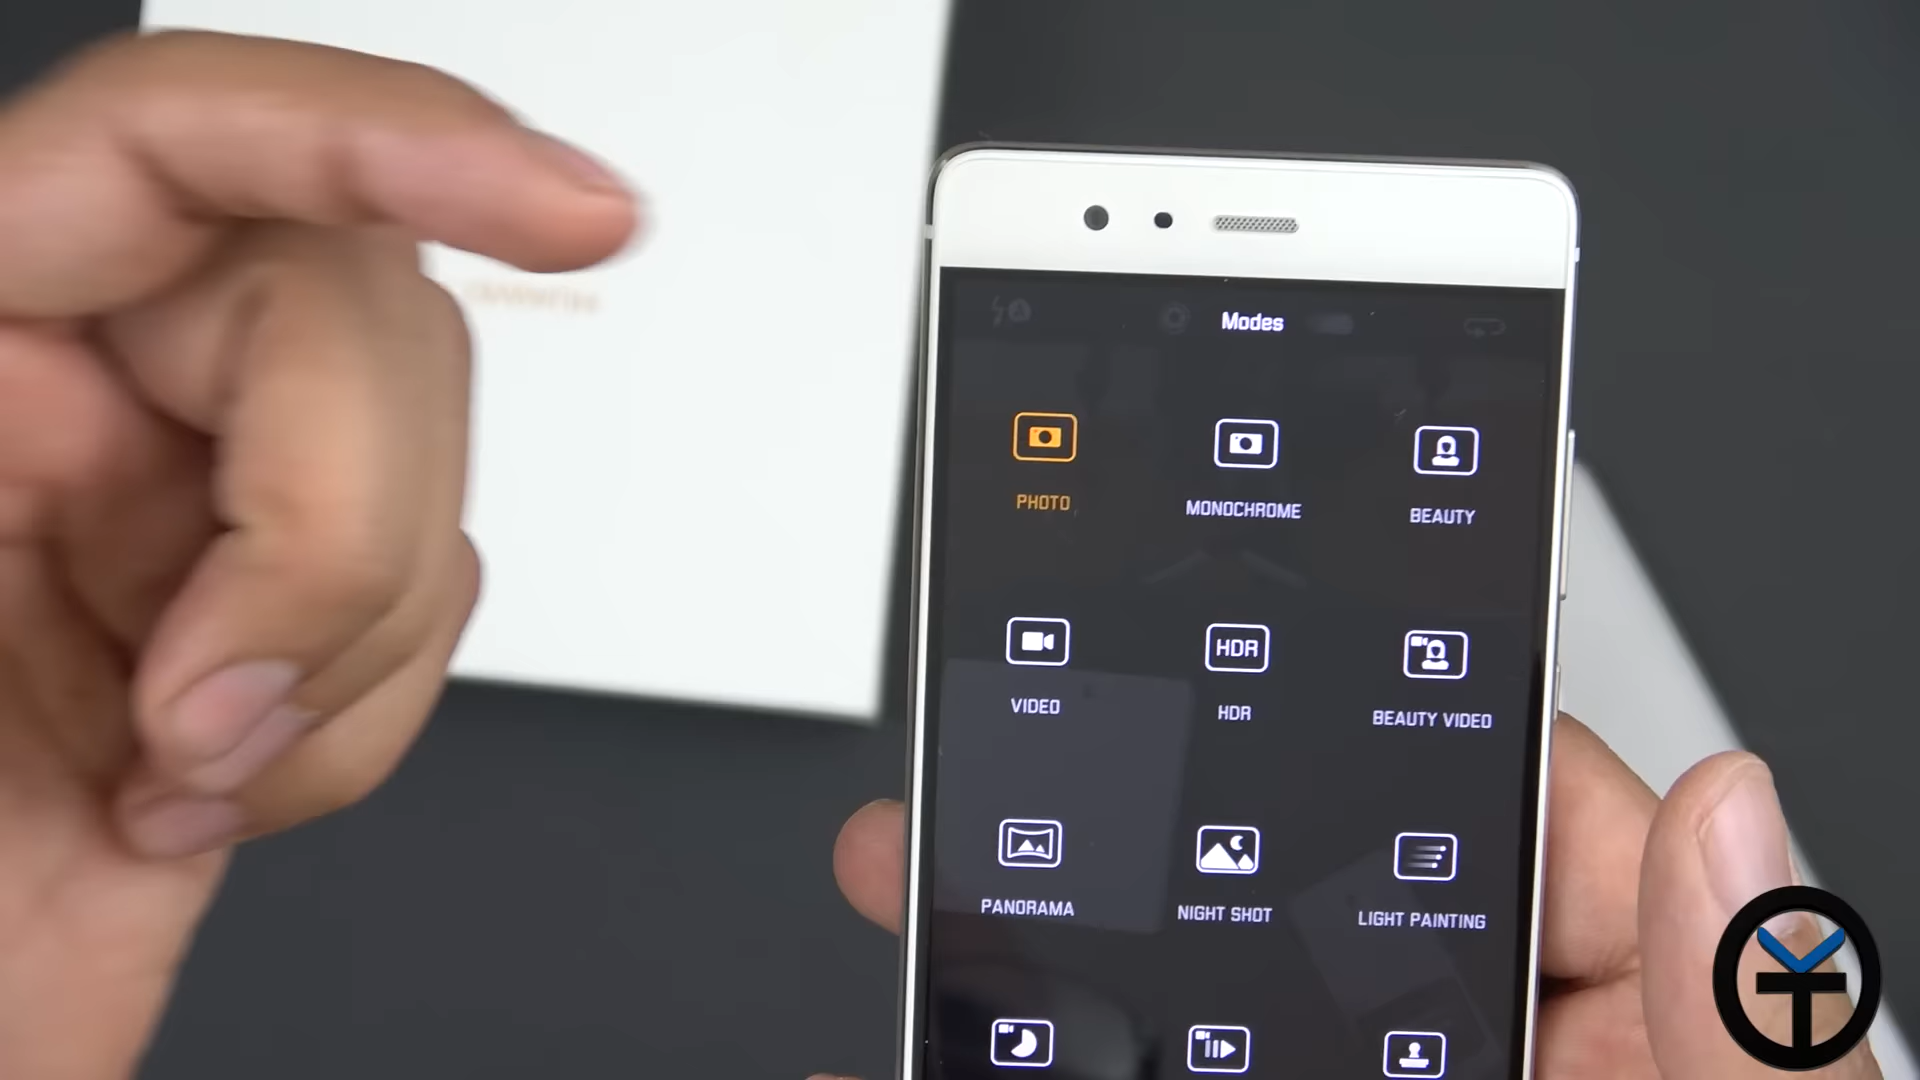 Modes
PHOTO
MONOCHROME
BEAUTY
VIDEO
HDR
HDR
BEAUTY VIDEO
PANORAMA
NIGHT SHOT
LIGHT PAINTING